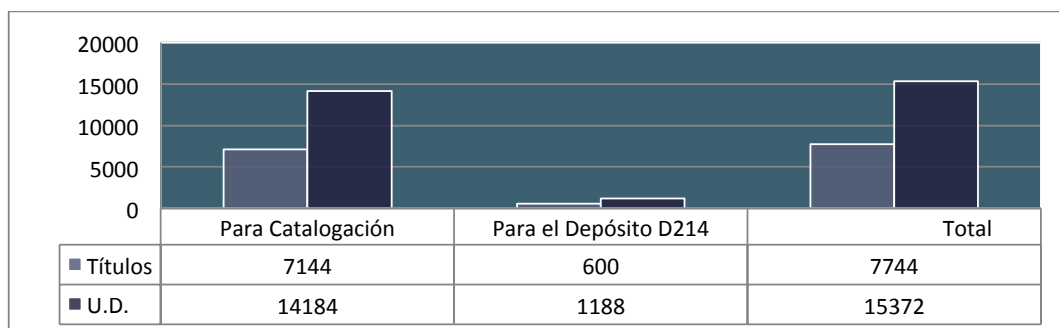 20000
15000
10000
5000
0
Para Catalogación Para el Depósito D214 Total
Títulos 7144 600 7744
U.D. 14184 1188 15372